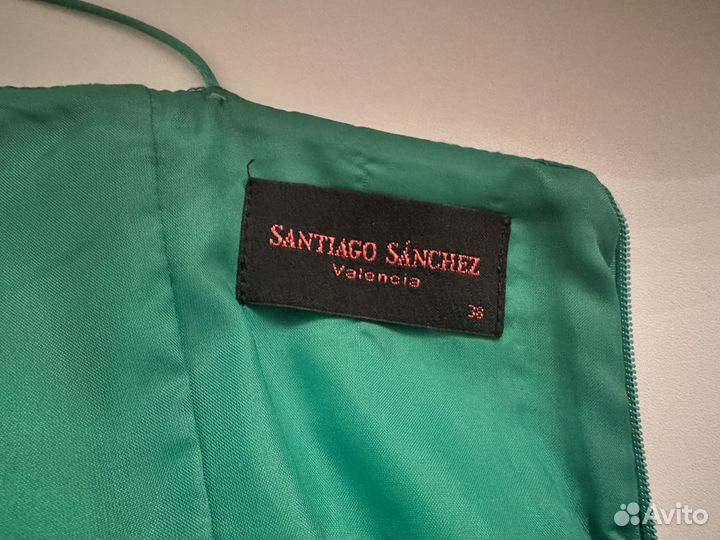 SANTIAGO SÁNCHEZ
Valencia
38
Avito